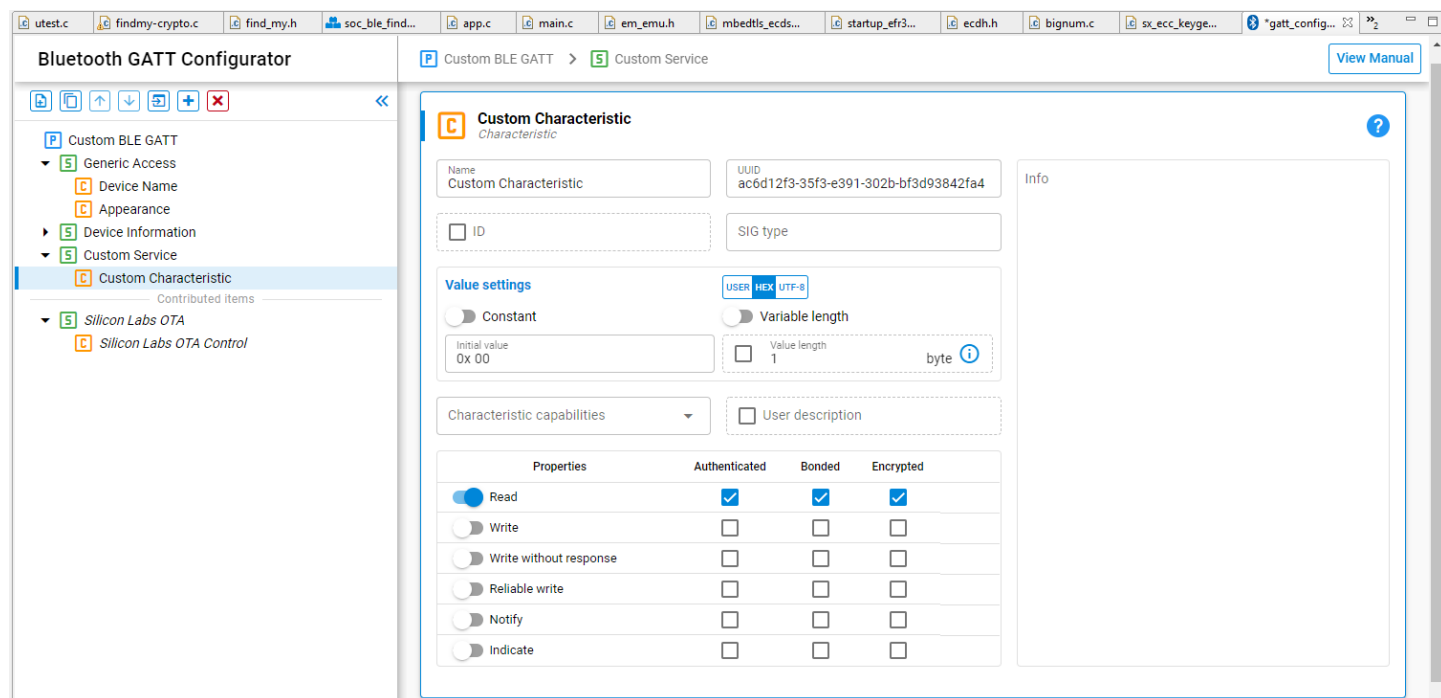 utest.c findmy-crypto.c find_my.h soc_ble_find... app.c main.c em_emu.h mbedtls_ecds... startup_efr3... ecdh.h bignum.c sx_ecc_keyge... *gatt_config... »2
Bluetooth GATT Configurator
P Custom BLE GATT > S Custom Service
View Manual
P Custom BLE GATT
S Generic Access
C Device Name
C Appearance
S Device Information
S Custom Service
C Custom Characteristic
Contributed items
S Silicon Labs OTA
C Silicon Labs OTA Control
C Custom Characteristic
Characteristic
?
Name
Custom Characteristic
UUID
ac6d12f3-35f3-e391-302b-bf3d93842fa4
Info
ID
SIG type
Value settings
USER HEX UTF-8
Constant
Variable length
Initial value
0x 00
Value length
1
byte i
Characteristic capabilities
User description
Properties Authenticated Bonded Encrypted
Read
Write
Write without response
Reliable write
Notify
Indicate